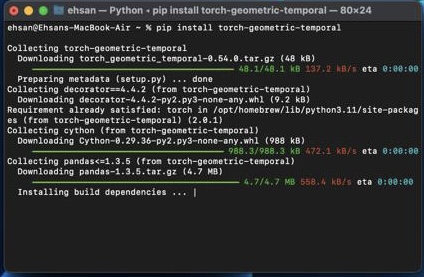 ehsan — Python • pip install torch-geometric-temporal — 80×24
ehsan@Ehsans-MacBook-Air ~ % pip install torch-geometric-temporal
Collecting torch-geometric-temporal
Downloading torch_geometric_temporal-0.54.0.tar.gz (48 kB)
48.1/48.1 kB 137.2 kB/s eta 0:00:00
Preparing metadata (setup.py) ... done
Collecting decorator==4.4.2 (from torch-geometric-temporal)
Downloading decorator-4.4.2-py2.py3-none-any.whl (9.2 kB)
Requirement already satisfied: torch in /opt/homebrew/lib/python3.11/site-packag
es (from torch-geometric-temporal) (2.0.1)
Collecting cython (from torch-geometric-temporal)
Downloading Cython-0.29.36-py2.py3-none-any.whl (988 kB)
988.3/988.3 kB 472.1 kB/s eta 0:00:00
Collecting pandas<=1.3.5 (from torch-geometric-temporal)
Downloading pandas-1.3.5.tar.gz (4.7 MB)
4.7/4.7 MB 558.4 kB/s eta 0:00:00
Installing build dependencies ... |